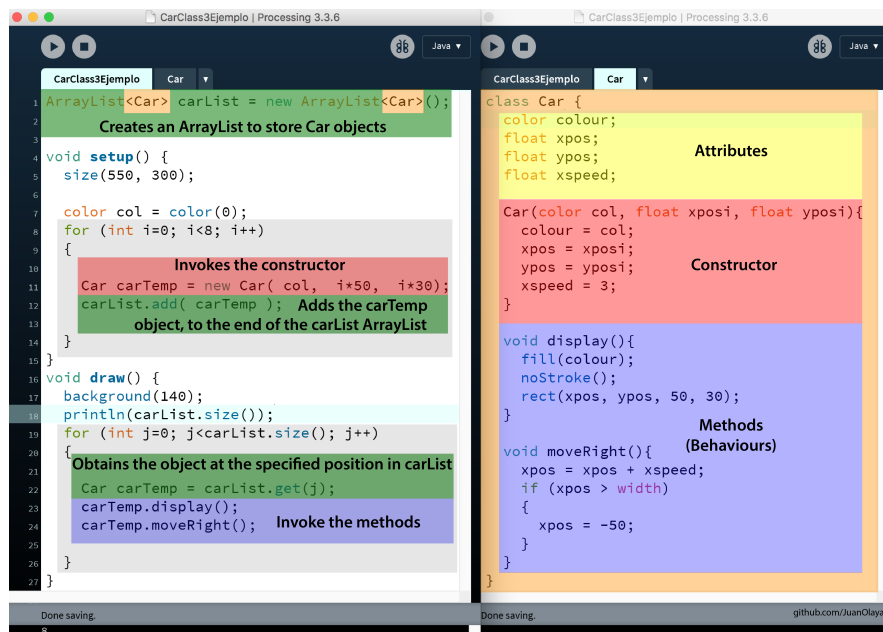 CarClass3Ejemplo | Processing 3.3.6
Java ▼
CarClass3Ejemplo Car ▼
1 ArrayList<Car> carList = new ArrayList<Car>();
2 Creates an ArrayList to store Car objects
3
4 void setup() {
5 size(550, 300);
6
7 color col = color(0);
8 for (int i=0; i<8; i++)
9 {
10 Invokes the constructor
11 Car carTemp = new Car( col, i*50, i*30);
12 carList.add( carTemp ); Adds the carTemp
13 object, to the end of the carList ArrayList
14 }
15 }
16 void draw() {
17 background(140);
18 println(carList.size());
19 for (int j=0; j<carList.size(); j++)
20 {
21 Obtains the object at the specified position in carList
22 Car carTemp = carList.get(j);
23 carTemp.display();
24 carTemp.moveRight(); Invoke the methods
25
26 }
27 }
Done saving.
8
CarClass3Ejemplo | Processing 3.3.6
Java ▼
CarClass3Ejemplo Car ▼
class Car {
color colour;
float xpos;
float ypos;
float xspeed;
Attributes
Car(color col, float xposi, float yposi){
colour = col;
xpos = xposi;
ypos = yposi;
xspeed = 3;
}
Constructor
void display(){
fill(colour);
noStroke();
rect(xpos, ypos, 50, 30);
}
Methods
(Behaviours)
void moveRight(){
xpos = xpos + xspeed;
if (xpos > width)
{
xpos = -50;
}
}
}
Done saving.
github.com/JuanOlaya